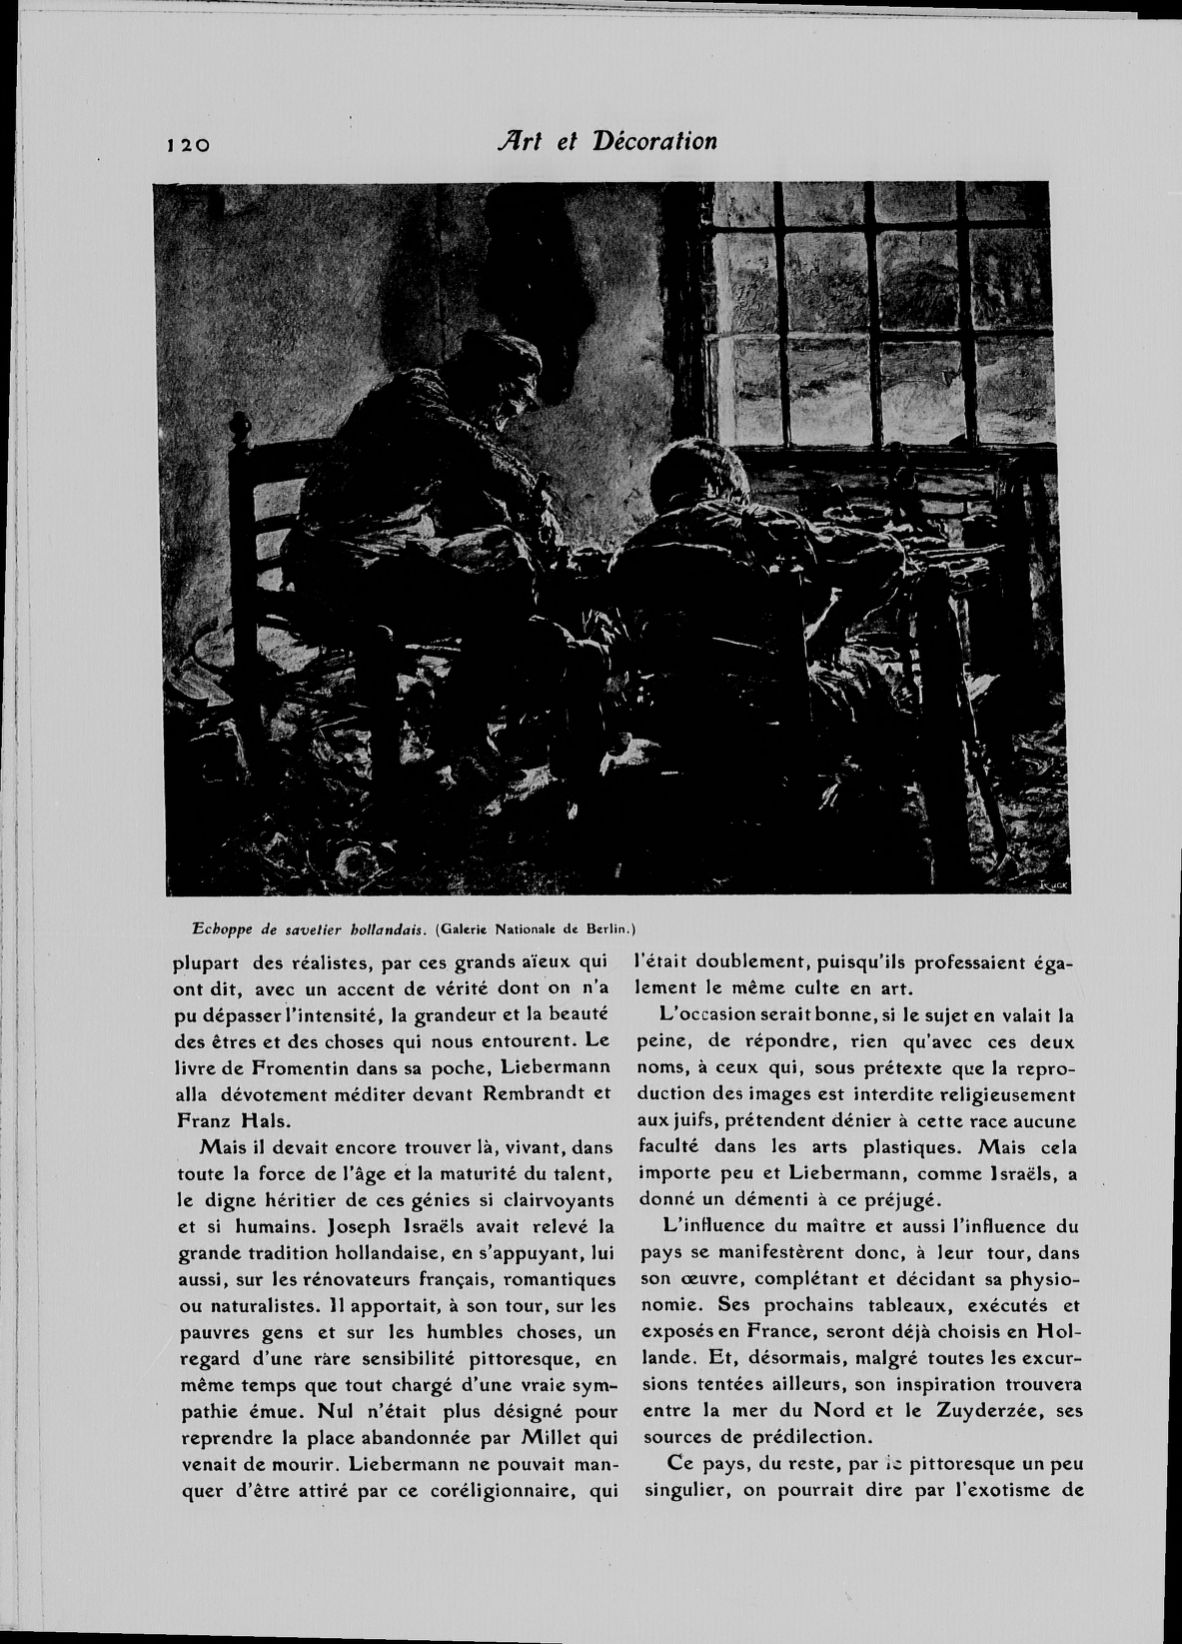 120
Art et Décoration
Echoppe de savetier hollandais. (Galerie Nationale de Berlin.)
plupart des réalistes, par ces grands aïeux qui
ont dit, avec un accent de vérité dont on n'a
pu dépasser l'intensité, la grandeur et la beauté
des êtres et des choses qui nous entourent. Le
livre de Fromentin dans sa poche, Liebermann
alla dévotement méditer devant Rembrandt et
Franz Hals.
Mais il devait encore trouver là, vivant, dans
toute la force de l'âge et la maturité du talent,
le digne héritier de ces génies si clairvoyants
et si humains. Joseph Israëls avait relevé la
grande tradition hollandaise, en s'appuyant, lui
aussi, sur les rénovateurs français, romantiques
ou naturalistes. Il apportait, à son tour, sur les
pauvres gens et sur les humbles choses, un
regard d'une rare sensibilité pittoresque, en
même temps que tout chargé d'une vraie sym-
pathie émue. Nul n'était plus désigné pour
reprendre la place abandonnée par Millet qui
venait de mourir. Liebermann ne pouvait man-
quer d'être attiré par ce coréligionnaire, qui
l'était doublement, puisqu'ils professaient éga-
lement le même culte en art.
L'occasion serait bonne, si le sujet en valait la
peine, de répondre, rien qu'avec ces deux
noms, à ceux qui, sous prétexte que la repro-
duction des images est interdite religieusement
aux juifs, prétendent dénier à cette race aucune
faculté dans les arts plastiques. Mais cela
importe peu et Liebermann, comme Israëls, a
donné un démenti à ce préjugé.
L'influence du maître et aussi l'influence du
pays se manifestèrent donc, à leur tour, dans
son œuvre, complétant et décidant sa physio-
nomie. Ses prochains tableaux, exécutés et
exposés en France, seront déjà choisis en Hol-
lande. Et, désormais, malgré toutes les excur-
sions tentées ailleurs, son inspiration trouvera
entre la mer du Nord et le Zuyderzée, ses
sources de prédilection.
Ce pays, du reste, par le pittoresque un peu
singulier, on pourrait dire par l'exotisme de